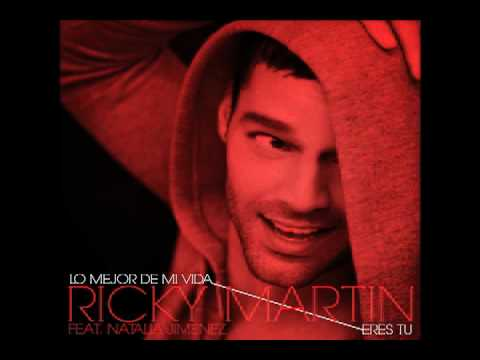 LO MEJOR DE MI VIDA
RICKY MARTIN
FEAT. NATALIA JIMENEZ
ERES TU